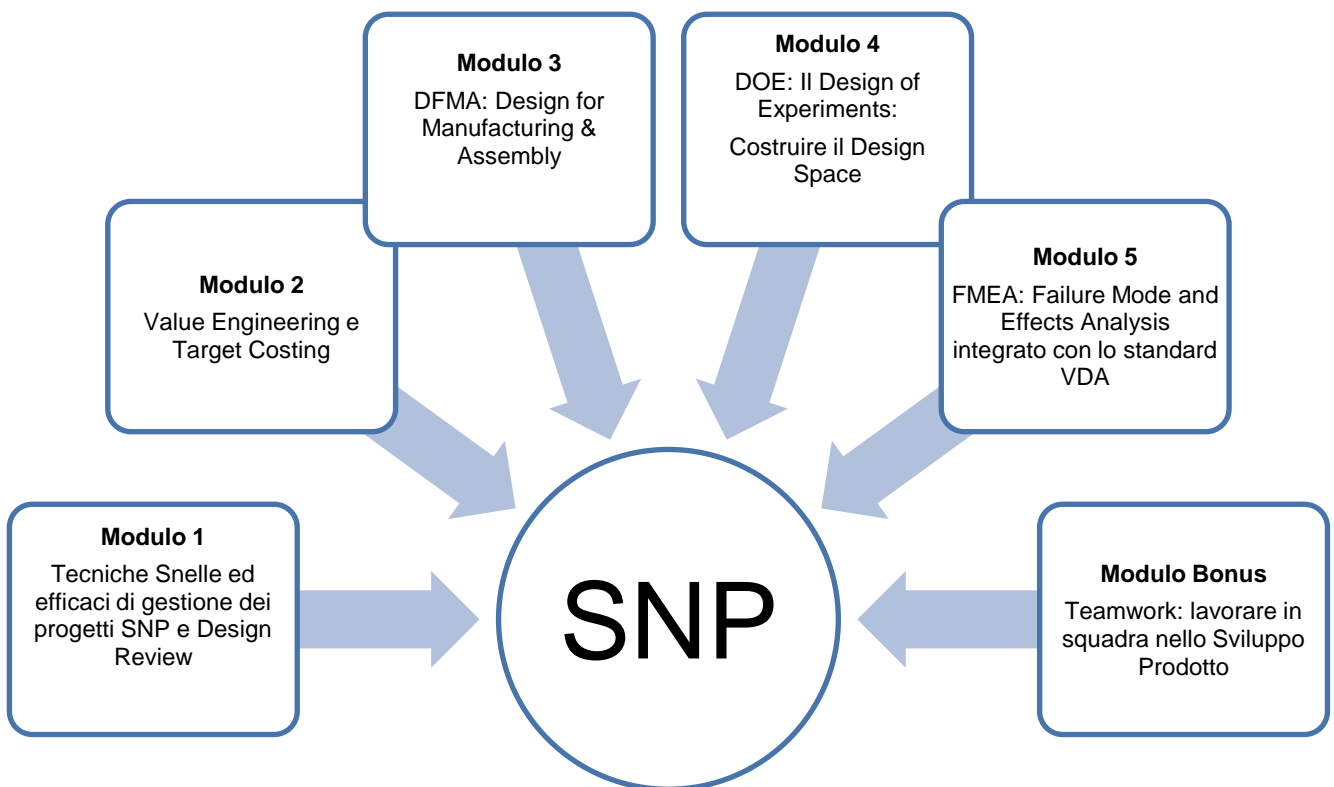 Modulo 1
Tecniche Snelle ed
efficaci di gestione dei
progetti SNP e Design
Review
Modulo 2
Value Engineering e
Target Costing
Modulo 3
DFMA: Design for
Manufacturing &
Assembly
Modulo 4
DOE: Il Design of
Experiments:
Costruire il Design
Space
Modulo 5
FMEA: Failure Mode and
Effects Analysis
integrato con lo standard
VDA
Modulo Bonus
Teamwork: lavorare in
squadra nello Sviluppo
Prodotto
SNP